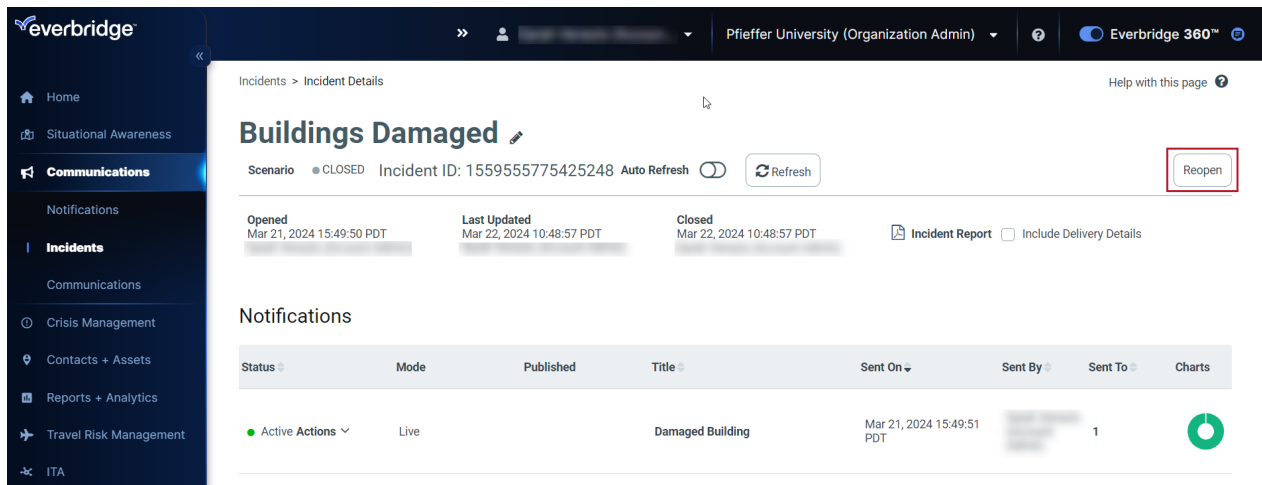 everbridge™
Pfieffer University (Organization Admin)
Everbridge 360™
Home
Situational Awareness
Communications
Notifications
Incidents
Communications
Crisis Management
Contacts + Assets
Reports + Analytics
Travel Risk Management
ITA
Incidents > Incident Details
Help with this page
Buildings Damaged
Scenario CLOSED Incident ID: 1559555775425248 Auto Refresh Refresh
Reopen
Opened
Mar 21, 2024 15:49:50 PDT
Last Updated
Mar 22, 2024 10:48:57 PDT
Closed
Mar 22, 2024 10:48:57 PDT
Incident Report Include Delivery Details
Notifications
Status Mode Published Title Sent On Sent By Sent To Charts
Active Actions Live Damaged Building
Mar 21, 2024 15:49:51
PDT
1